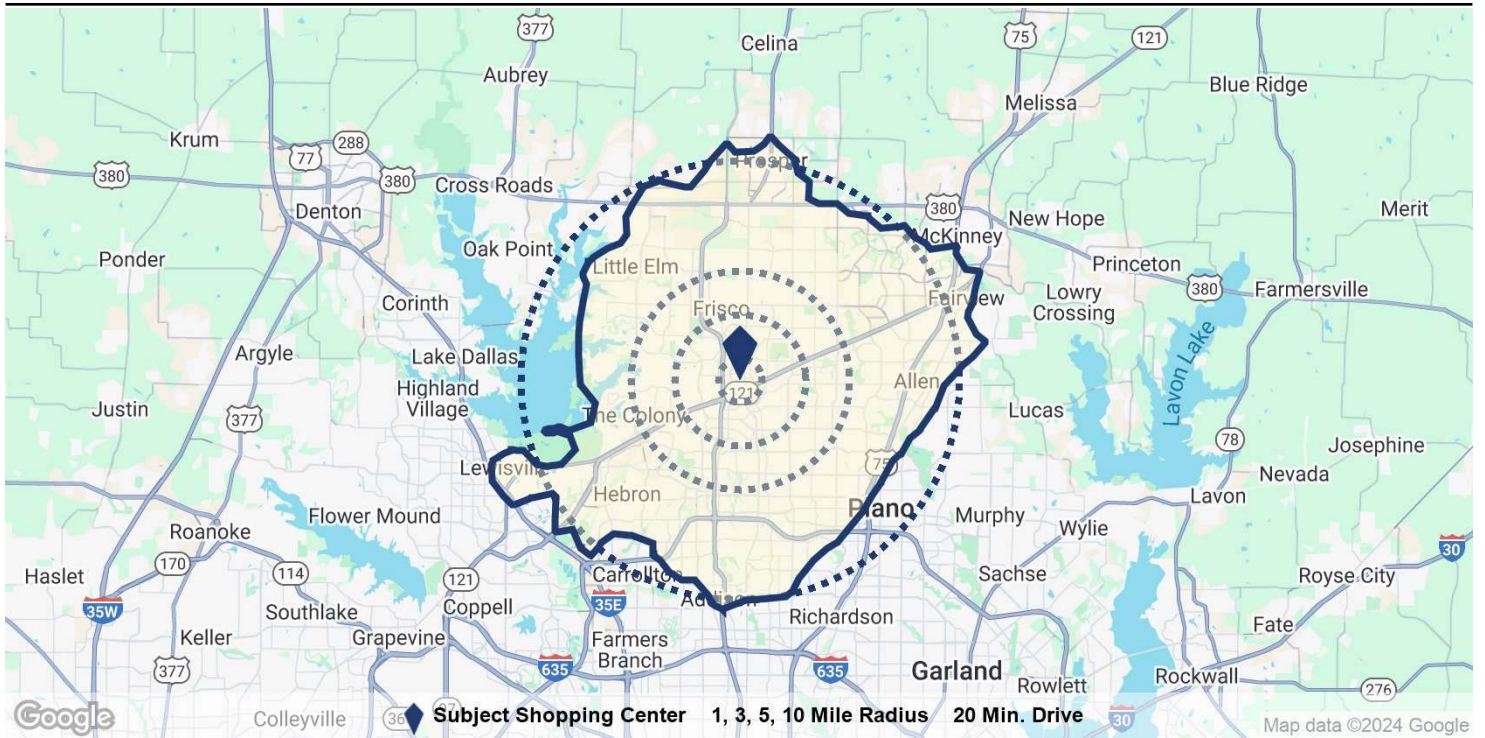 377
Celina
75
121
Aubrey
Blue Ridge
Melissa
Krum
288
77
Prosper
380
380
Cross Roads
Denton
380
New Hope
Merit
McKinney
Oak Point
Ponder
Little Elm
Princeton
380
Farmersville
Corinth
Fairview
Lowry
Crossing
Frisco
Lavon Lake
Argyle
Lake Dallas
Highland
Village
Allen
121
Justin
377
The Colony
Lucas
78
Josephine
Lewisville
75
Nevada
Hebron
Lavon
Plano
Flower Mound
Murphy
Wylie
Roanoke
30
170
114
121
Carrollton
Sachse
Royse City
Haslet
35W
Southlake
Coppell
35E
Addison
Richardson
Fate
Keller
Grapevine
Farmers
Branch
377
635
635
Garland
Rowlett
Rockwall
276
Google
Colleyville
Subject Shopping Center 1, 3, 5, 10 Mile Radius 20 Min. Drive
30
Map data ©2024 Google